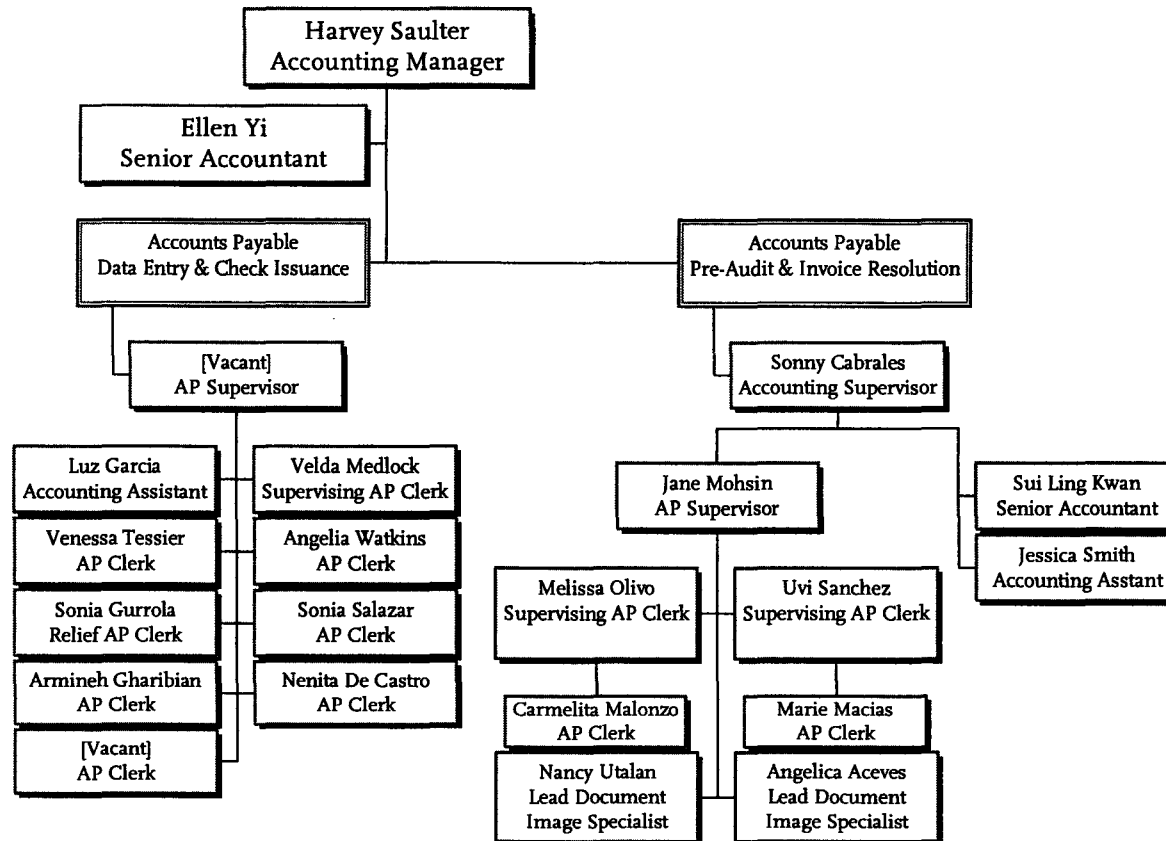 Harvey Saulter
Accounting Manager
Ellen Yi
Senior Accountant
Accounts Payable
Data Entry & Check Issuance
Accounts Payable
Pre-Audit & Invoice Resolution
[Vacant]
AP Supervisor
Sonny Cabrales
Accounting Supervisor
Luz Garcia
Accounting Assistant
Velda Medlock
Supervising AP Clerk
Venessa Tessier
AP Clerk
Angelia Watkins
AP Clerk
Sonia Gurrola
Relief AP Clerk
Sonia Salazar
AP Clerk
Armineh Gharibian
AP Clerk
Nenita De Castro
AP Clerk
[Vacant]
AP Clerk
Jane Mohsin
AP Supervisor
Sui Ling Kwan
Senior Accountant
Jessica Smith
Accounting Asstant
Melissa Olivo
Supervising AP Clerk
Uvi Sanchez
Supervising AP Clerk
Carmelita Malonzo
AP Clerk
Marie Macias
AP Clerk
Nancy Utalan
Lead Document
Image Specialist
Angelica Aceves
Lead Document
Image Specialist